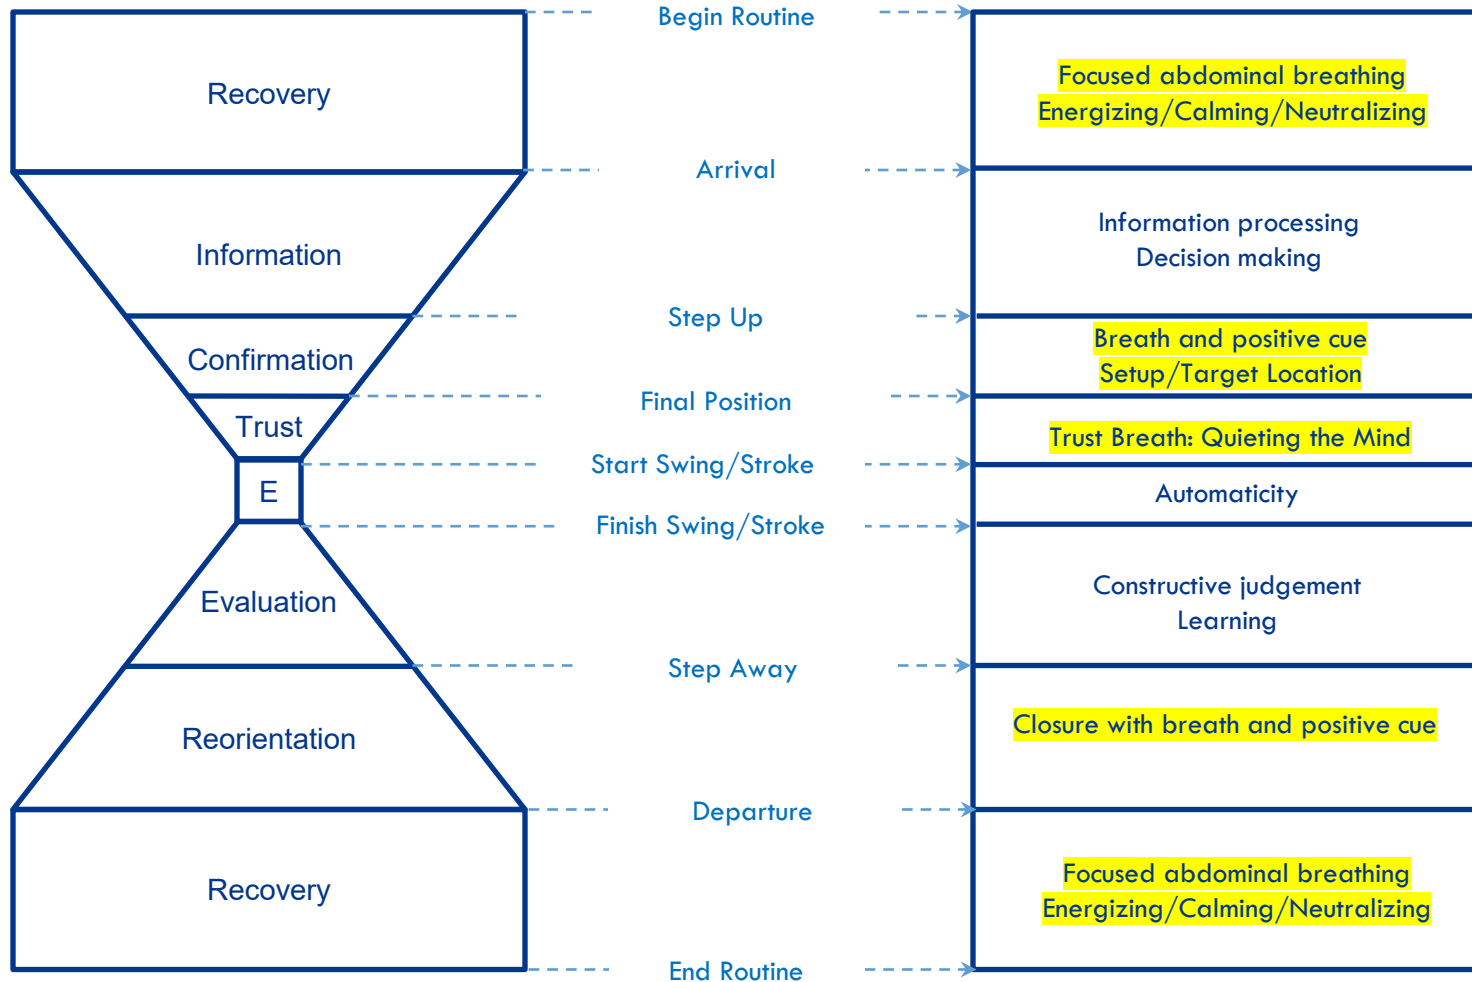 Begin Routine
Recovery
Focused abdominal breathing
Energizing/Calming/Neutralizing
Arrival
Information
Information processing
Decision making
Step Up
Confirmation
Breath and positive cue
Setup/Target Location
Final Position
Trust
Trust Breath: Quieting the Mind
Start Swing/Stroke
E
Automaticity
Finish Swing/Stroke
Evaluation
Constructive judgement
Learning
Step Away
Reorientation
Closure with breath and positive cue
Departure
Recovery
Focused abdominal breathing
Energizing/Calming/Neutralizing
End Routine